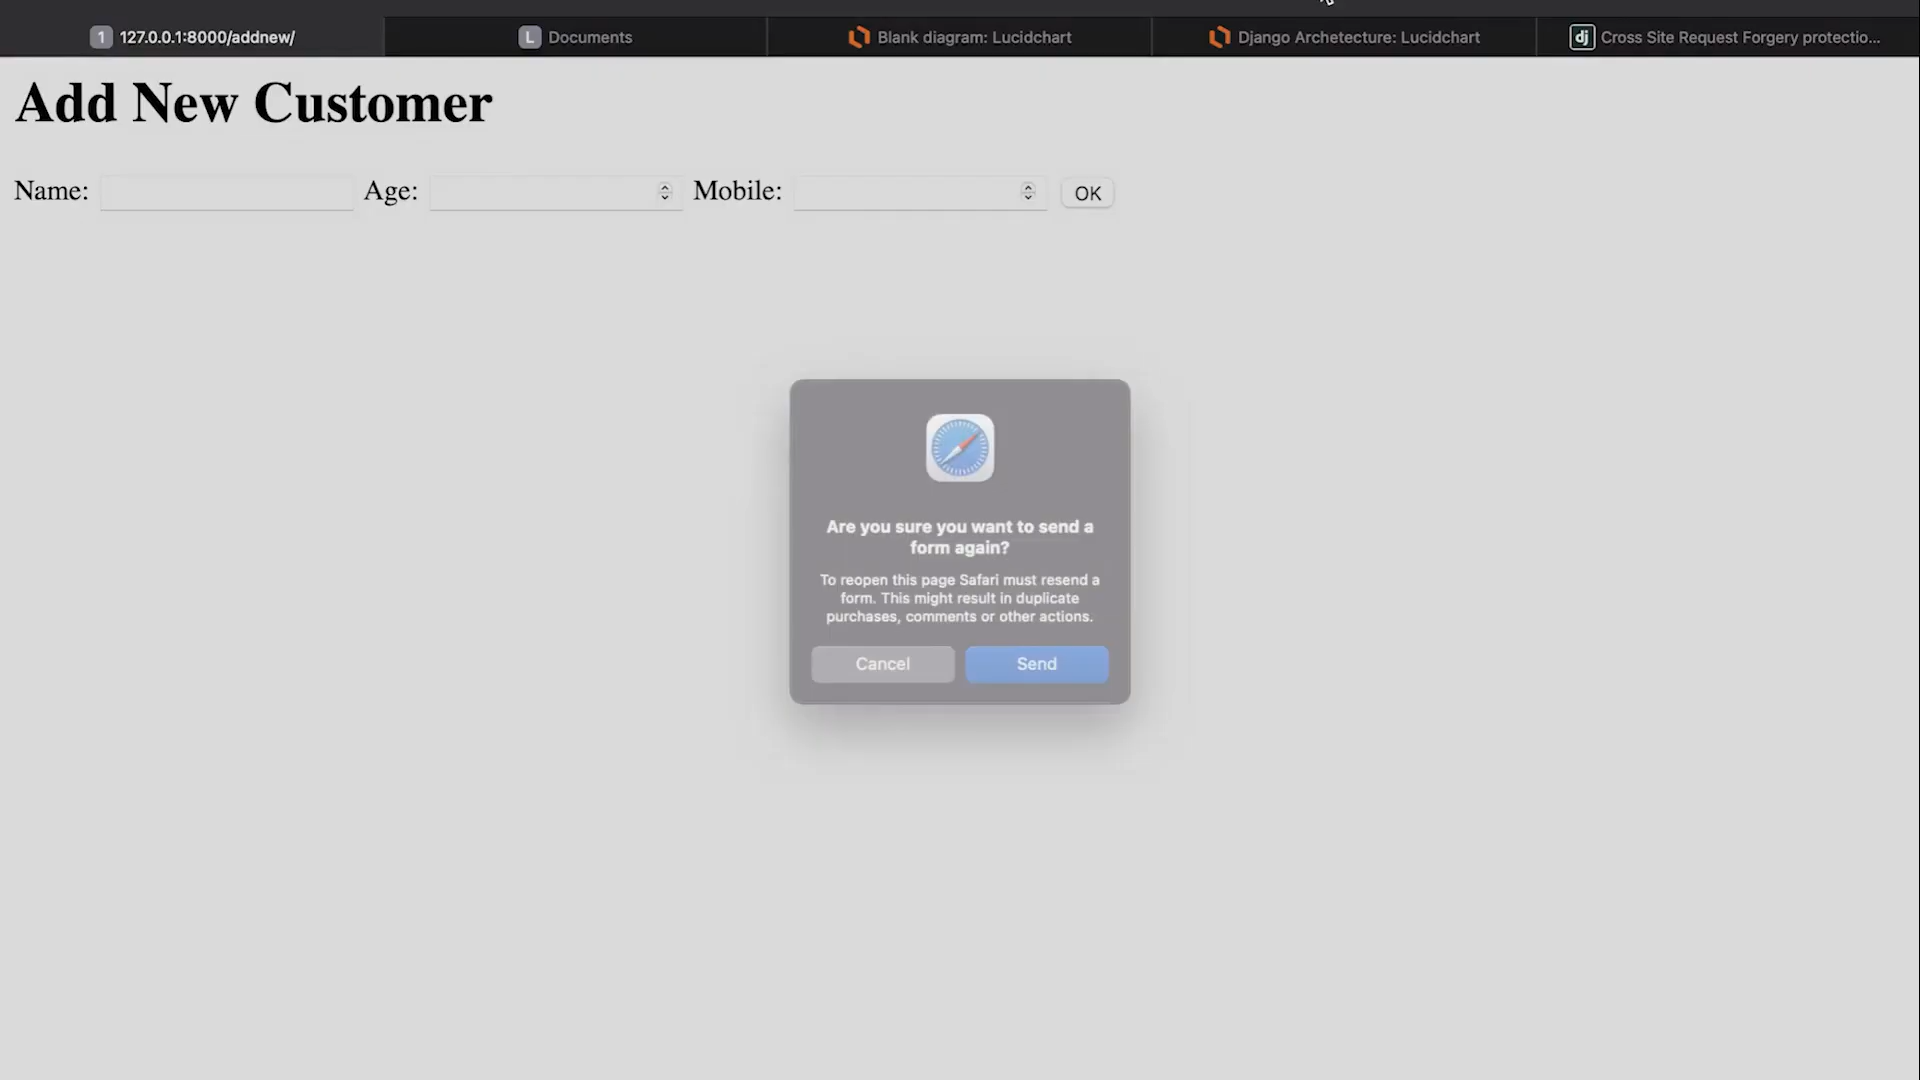 1 127.0.0.1:8000/addnew/
L Documents
Blank diagram: Lucidchart
Django Archetecture: Lucidchart
dj Cross Site Request Forgery protectio...
Add New Customer
Name: Age: Mobile: OK
Are you sure you want to send a
form again?
To reopen this page Safari must resend a
form. This might result in duplicate
purchases, comments or other actions.
Cancel Send